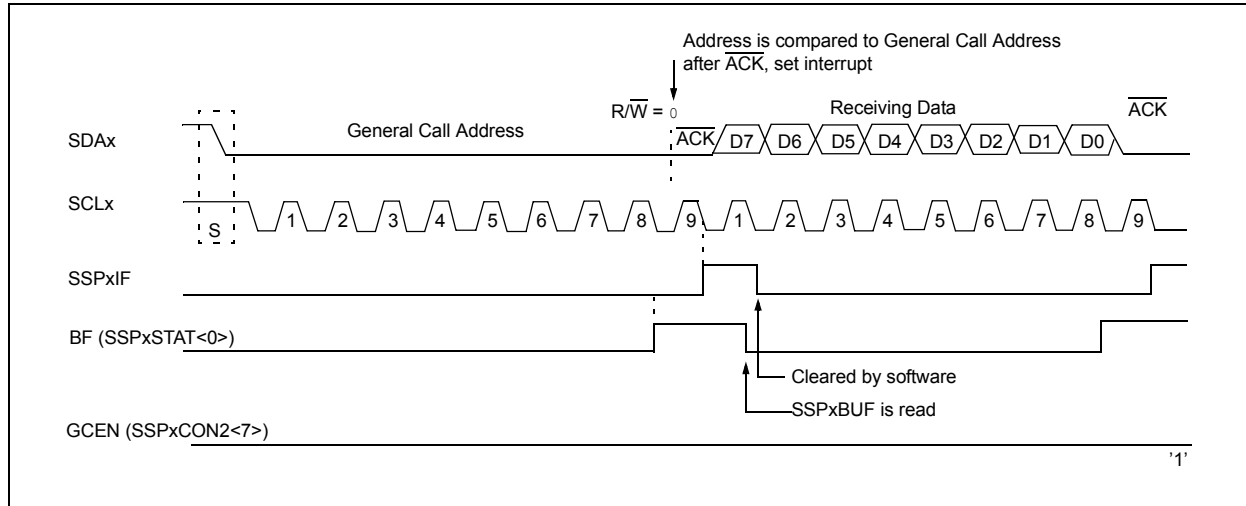 Address is compared to General Call Address
after ACK, set interrupt
R/W = 0
Receiving Data
ACK
SDAx
General Call Address
ACK D7 D6 D5 D4 D3 D2 D1 D0
SCLx
S
1 2 3 4 5 6 7 8 9 1 2 3 4 5 6 7 8 9
SSPxIF
BF (SSPxSTAT<0>)
Cleared by software
SSPxBUF is read
GCEN (SSPxCON2<7>)
'1'